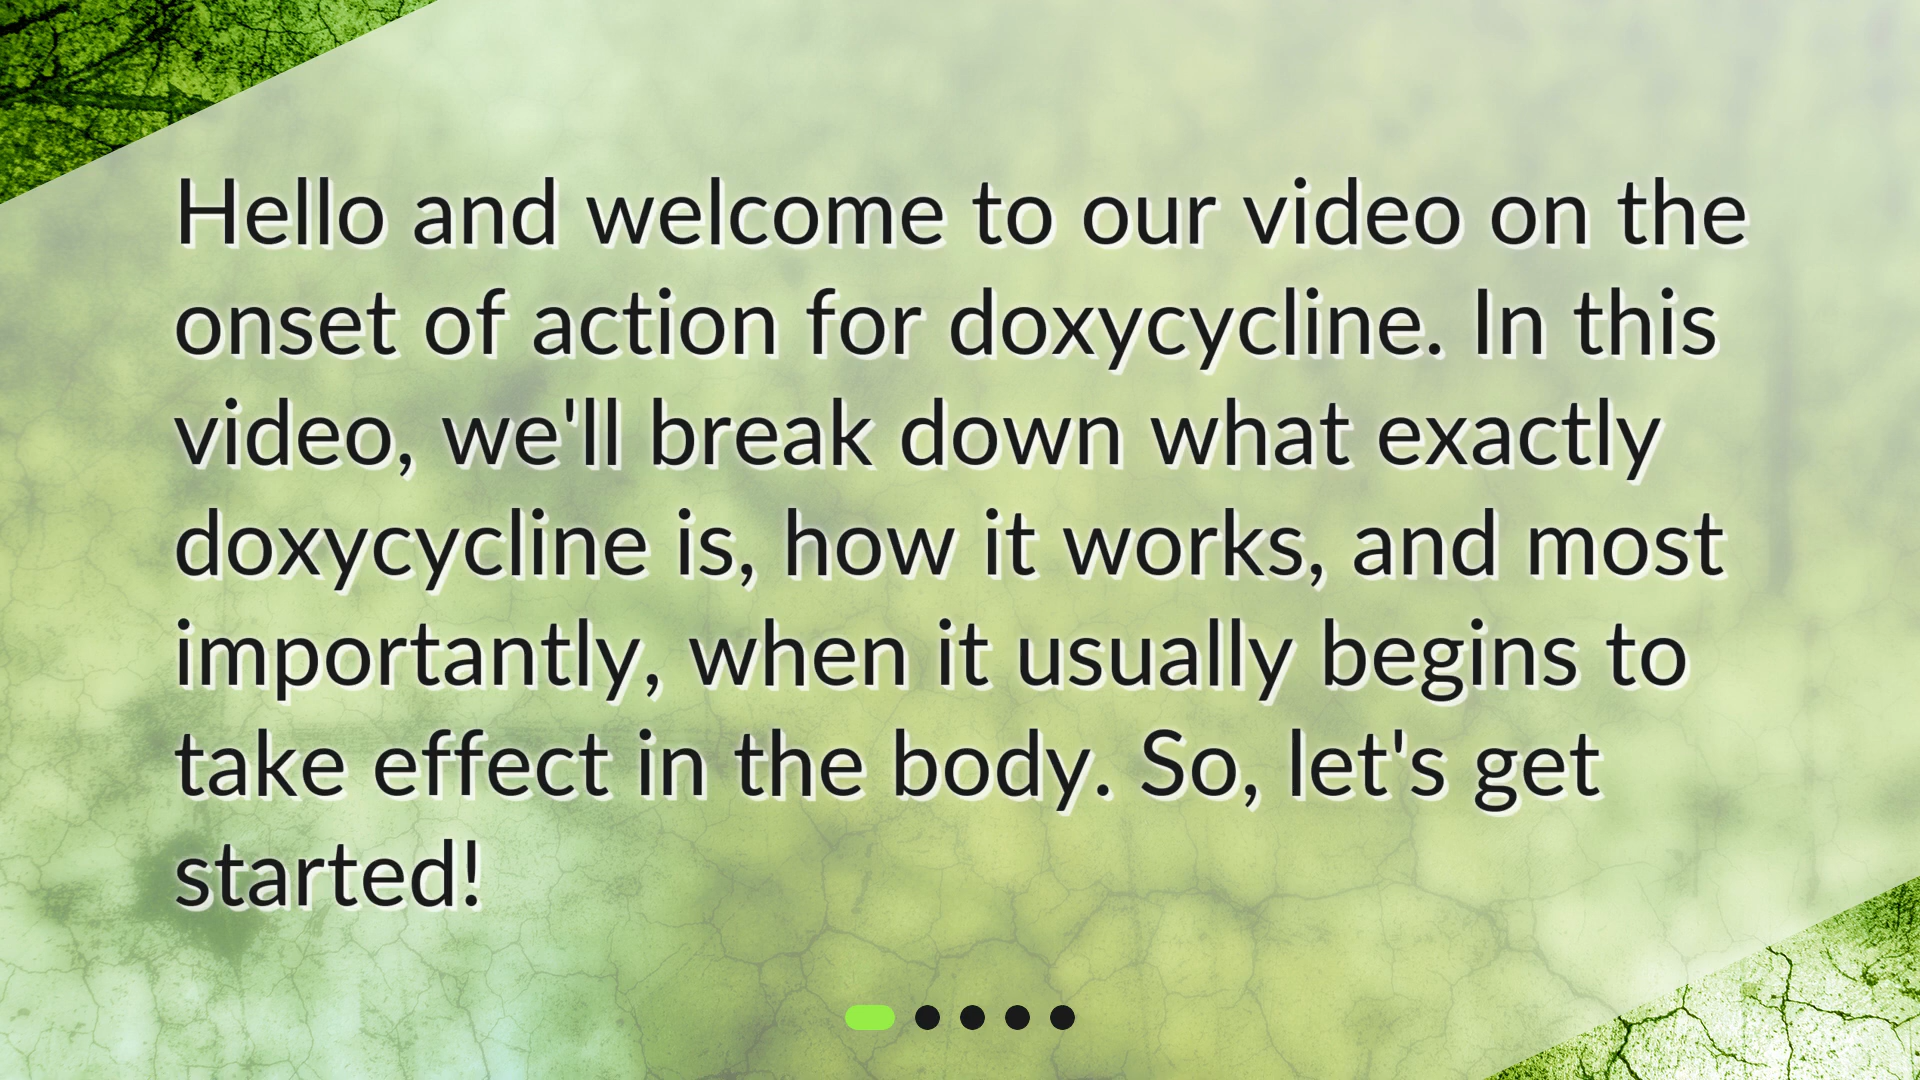 Hello and welcome to our video on the
onset of action for doxycycline. In this
video, we'll break down what exactly
doxycycline is, how it works, and most
importantly, when it usually begins to
take effect in the body. So, let's get
started!